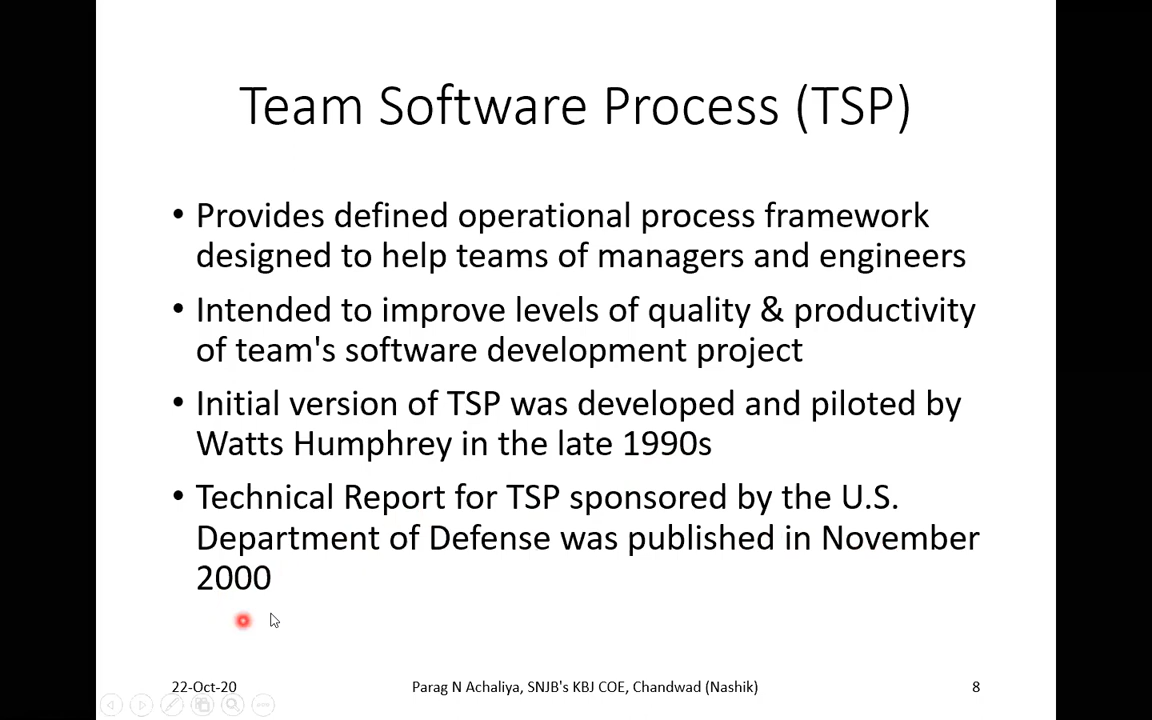 Team Software Process (TSP)
• Provides defined operational process framework
designed to help teams of managers and engineers
• Intended to improve levels of quality & productivity
of team's software development project
• Initial version of TSP was developed and piloted by
Watts Humphrey in the late 1990s
• Technical Report for TSP sponsored by the U.S.
Department of Defense was published in November
2000
22-Oct-20
Parag N Achaliya, SNJB's KBJ COE, Chandwad (Nashik)
8